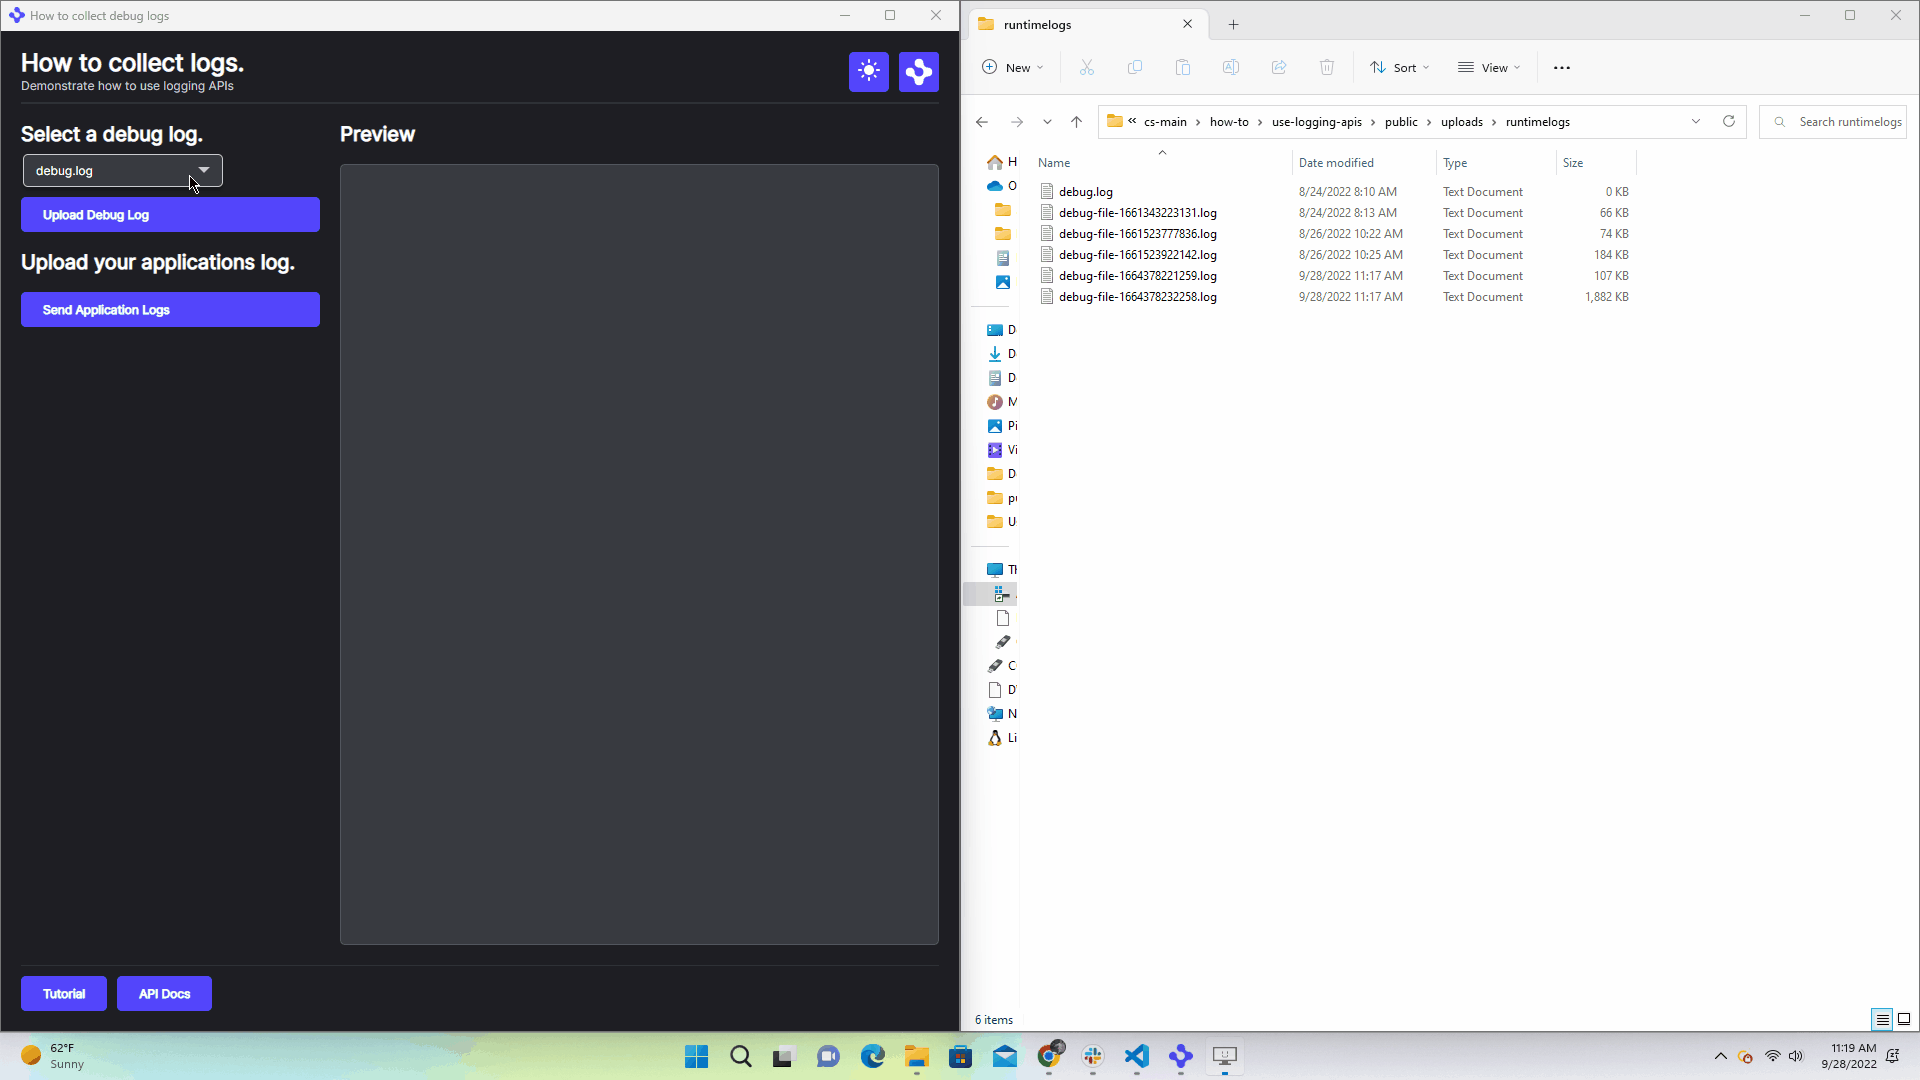 How to collect debug logs
How to collect logs.
Demonstrate how to use logging APIs
Select a debug log.
debug.log
Upload Debug Log
Upload your applications log.
Send Application Logs
Preview
Tutorial
API Docs
runtimelogs
New
Sort
View
« cs-main > how-to > use-logging-apis > public > uploads > runtimelogs
Search runtimelogs
H
O
D
D
D
M
Pi
Vi
D
U
C
N
Li
Name Date modified Type Size
debug.log 8/24/2022 8:10 AM Text Document 0 KB
debug-file-1661343223131.log 8/24/2022 8:13 AM Text Document 66 KB
debug-file-1661523777836.log 8/26/2022 10:22 AM Text Document 74 KB
debug-file-1661523922142.log 8/26/2022 10:25 AM Text Document 184 KB
debug-file-1664378221259.log 9/28/2022 11:17 AM Text Document 107 KB
debug-file-1664378232258.log 9/28/2022 11:17 AM Text Document 1,882 KB
6 items
62°F
Sunny
11:19 AM
9/28/2022